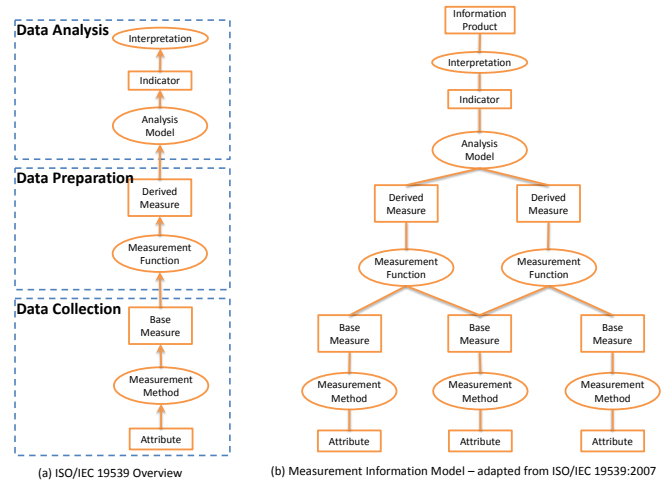 Data Analysis
Interpretation
Indicator
Analysis
Model
Data Preparation
Derived
Measure
Measurement
Function
Data Collection
Base
Measure
Measurement
Method
Attribute
(a) ISO/IEC 19539 Overview
Information
Product
Interpretation
Indicator
Analysis
Model
Derived
Measure
Derived
Measure
Measurement
Function
Measurement
Function
Base
Measure
Base
Measure
Base
Measure
Measurement
Method
Measurement
Method
Measurement
Method
Attribute
Attribute
Attribute
(b) Measurement Information Model – adapted from ISO/IEC 19539:2007